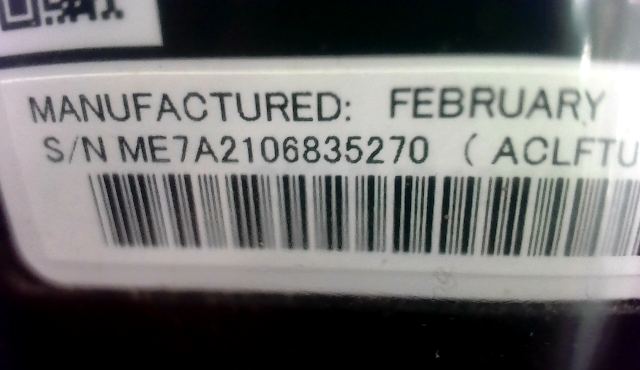 MANUFACTURED: FEBRUARY
S/N ME7A2106835270 ( ACLFTU